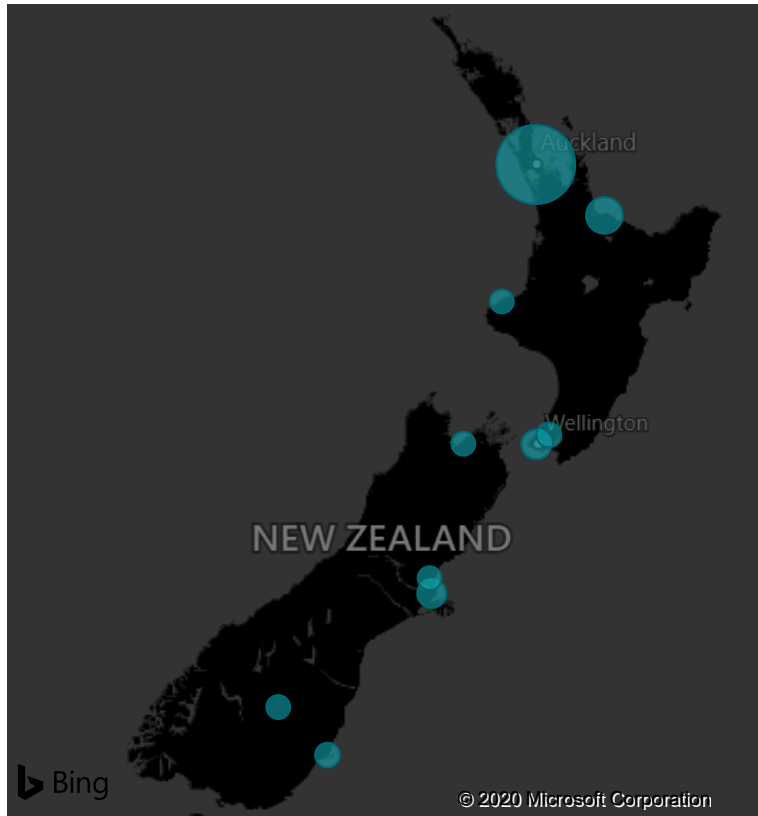 Auckland
Wellington
NEW ZEALAND
Bing
© 2020 Microsoft Corporation